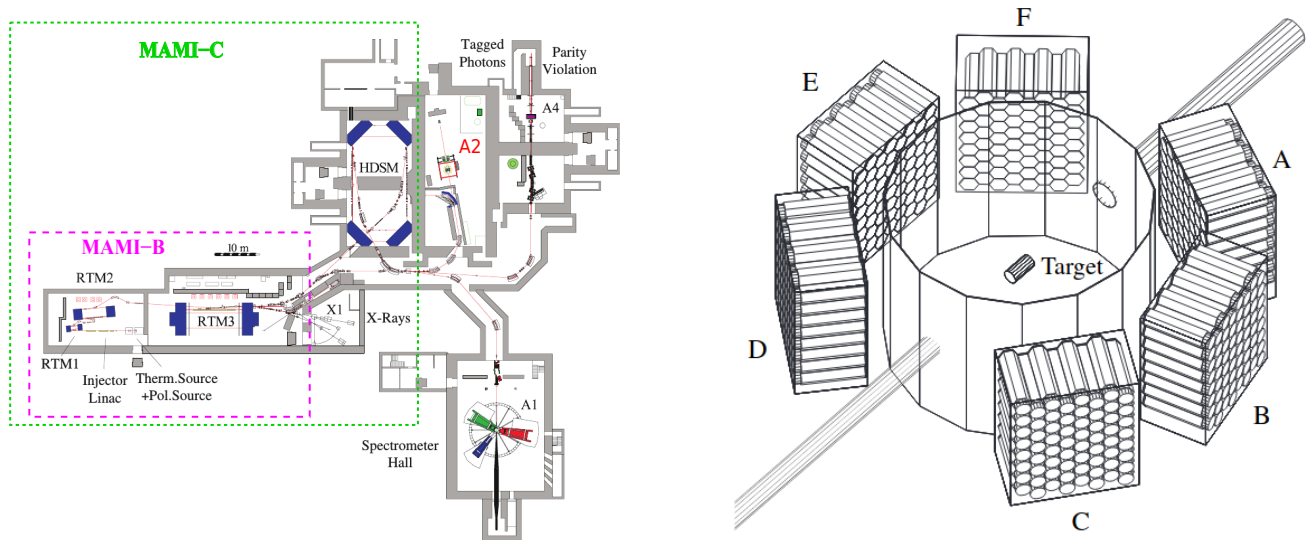 MAMI-C
Tagged
Photons
Parity
Violation
A4
A2
HDSM
MAMI-B
10 m
RTM2
RTM3
X1
X-Rays
RTM1
Injector
Linac
Therm.Source
+Pol.Source
A1
Spectrometer
Hall
F
E
A
Target
D
B
C